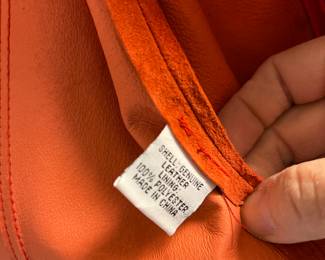 SHELL: GENUINE
LEATHER
LINING:
100% POLYESTER
MADE IN CHINA